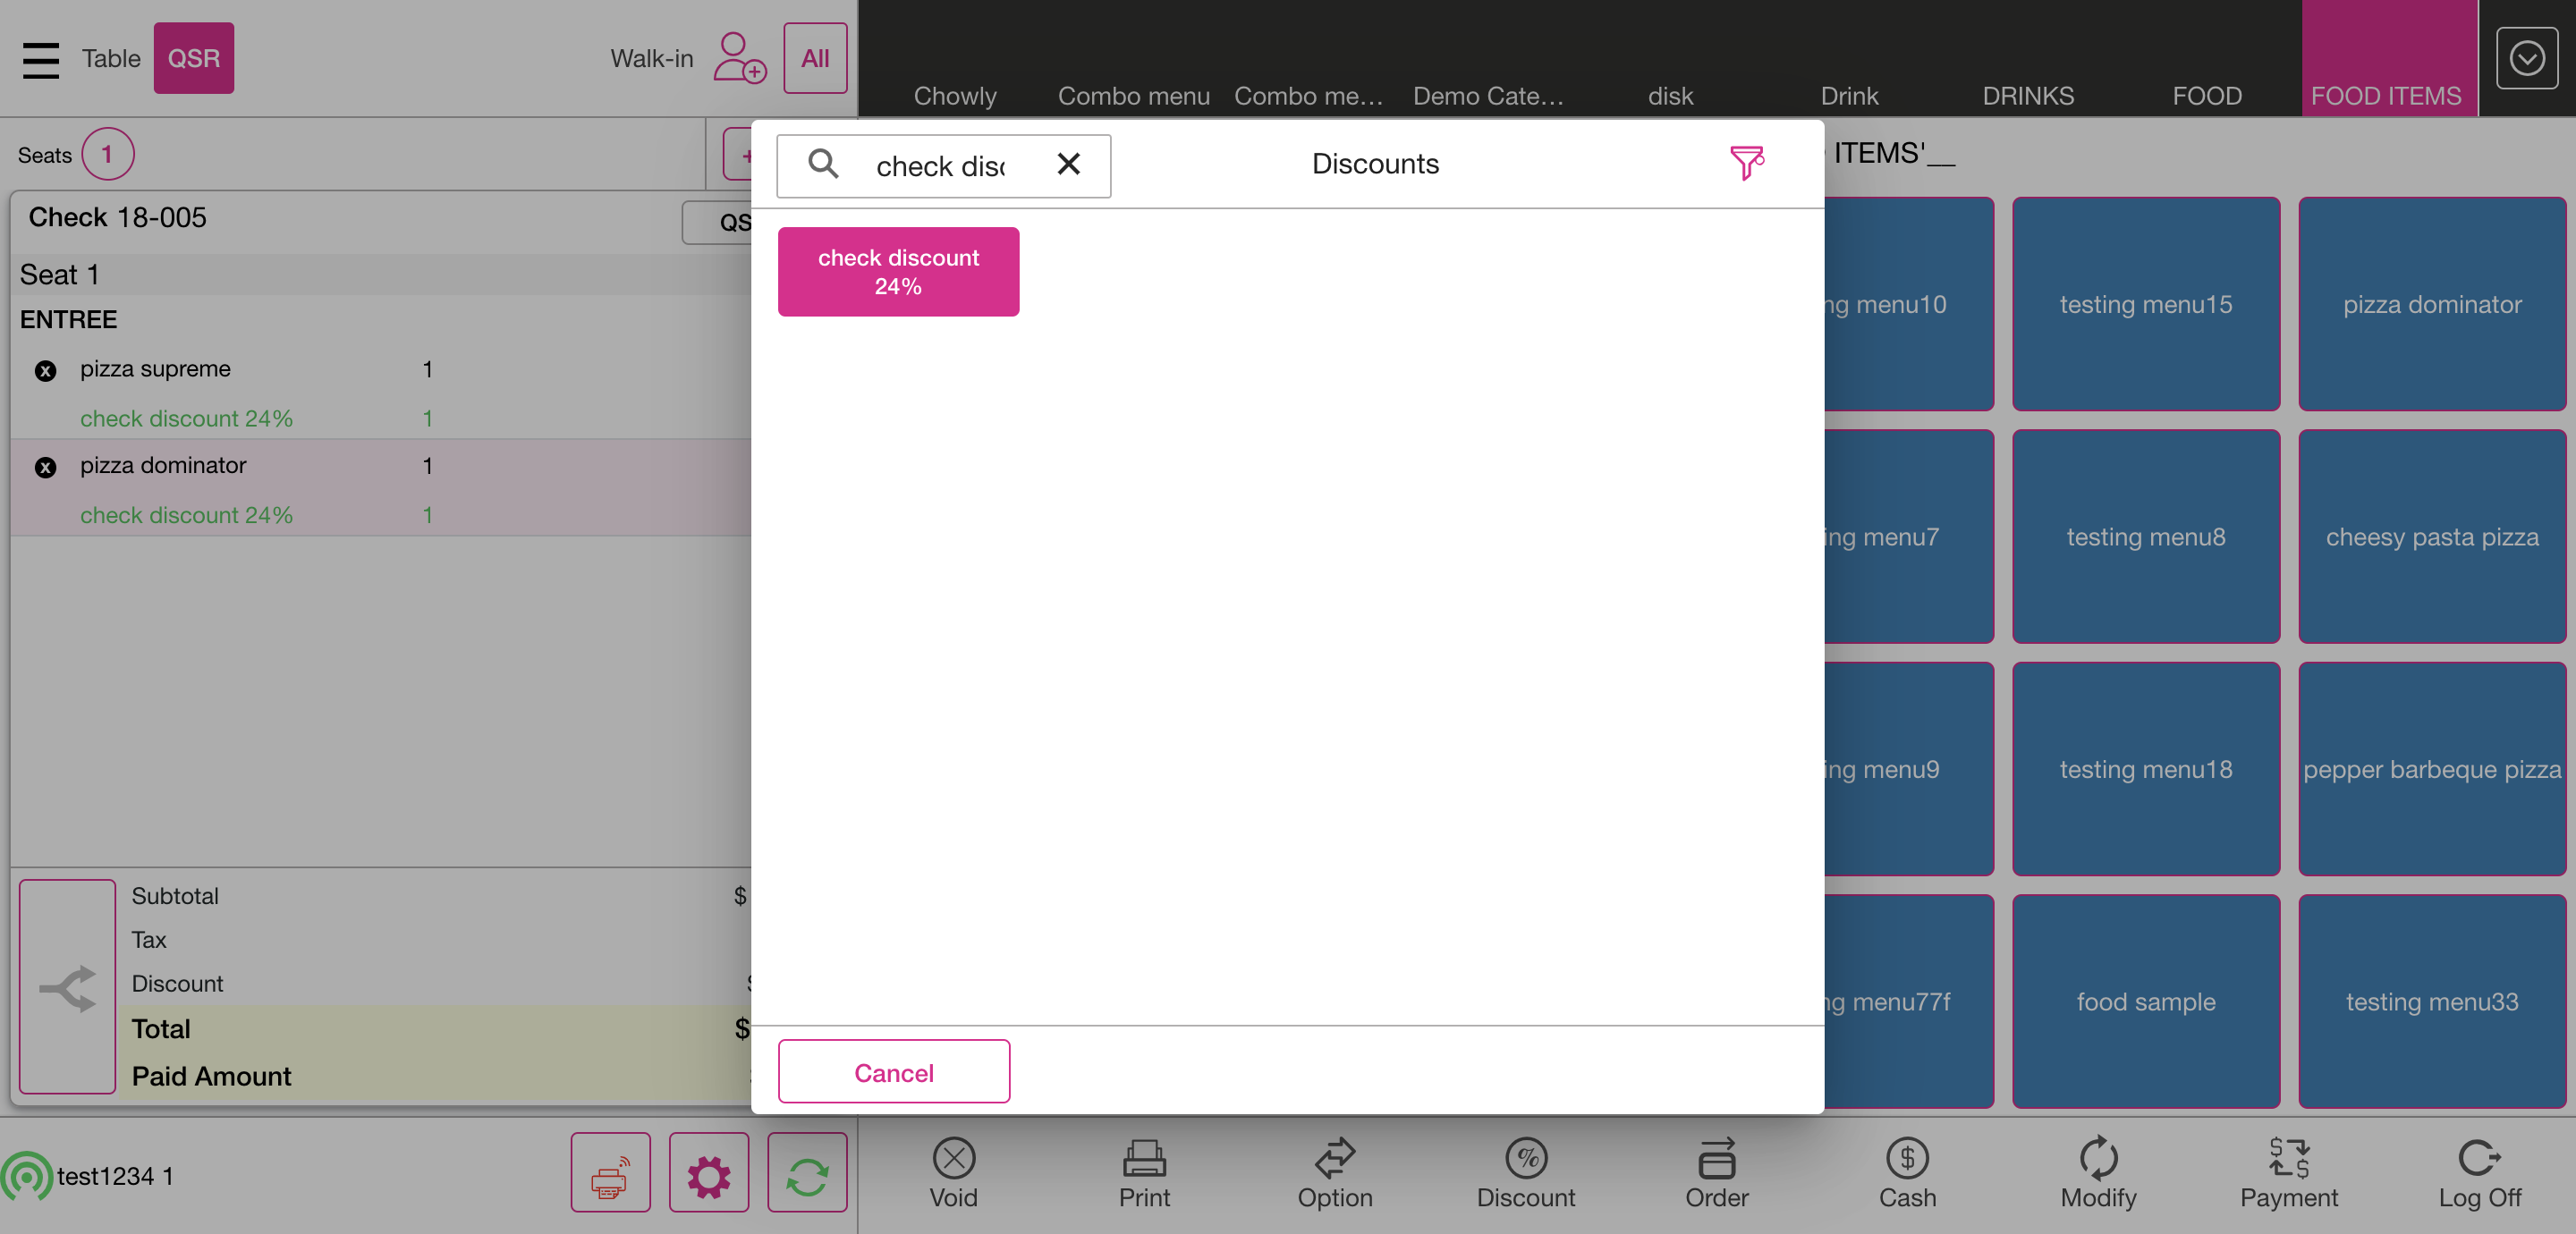 Table QSR Walk-in All
Chowly Combo menu Combo me... Demo Cate... disk Drink DRINKS FOOD FOOD ITEMS
Seats 1
check disc Discounts
ITEMS'__
Check 18-005
Seat 1
ENTREE
pizza supreme 1
check discount 24% 1
pizza dominator 1
check discount 24% 1
Subtotal $
Tax
Discount
Total $
Paid Amount
check discount
24%
Cancel
ng menu10 testing menu15 pizza dominator
ing menu7 testing menu8 cheesy pasta pizza
ing menu9 testing menu18 pepper barbeque pizza
ng menu77f food sample testing menu33
test1234 1
Void Print Option Discount Order Cash Modify Payment Log Off